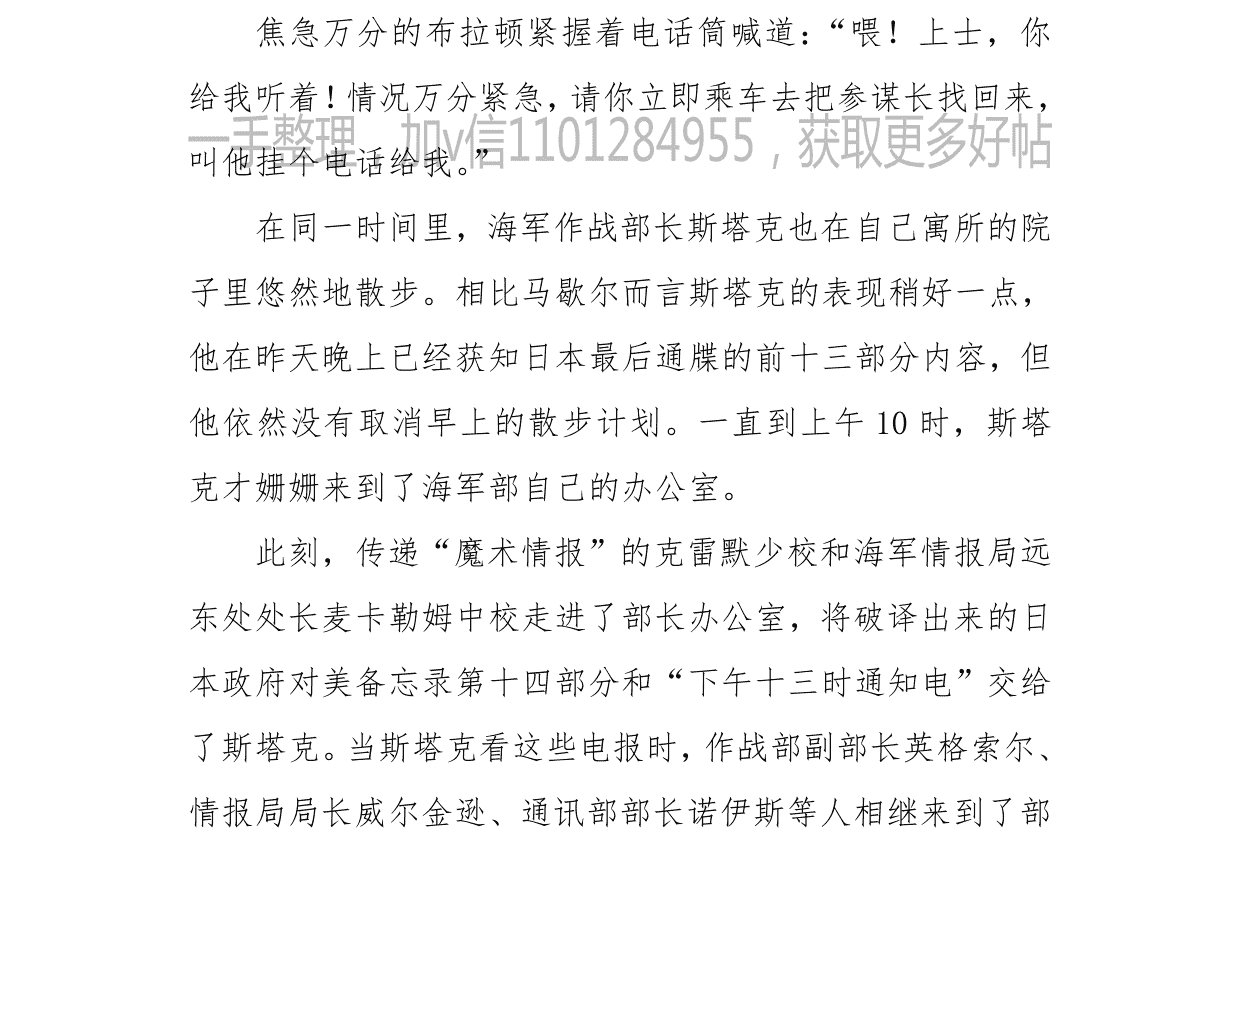 焦急万分的布拉顿紧握着电话筒喊道：“喂！上士，你
给我听着！情况万分紧急，请你立即乘车去把参谋长找回来，
一手整理，加v信1101284955，获取更多好帖
叫他挂个电话给我。”
在同一时间里，海军作战部长斯塔克也在自己寓所的院
子里悠然地散步。相比马歇尔而言斯塔克的表现稍好一点，
他在昨天晚上已经获知日本最后通牒的前十三部分内容，但
他依然没有取消早上的散步计划。一直到上午 10 时，斯塔
克才姗姗来到了海军部自己的办公室。
此刻，传递“魔术情报”的克雷默少校和海军情报局远
东处处长麦卡勒姆中校走进了部长办公室，将破译出来的日
本政府对美备忘录第十四部分和“下午十三时通知电”交给
了斯塔克。当斯塔克看这些电报时，作战部副部长英格索尔、
情报局局长威尔金逊、通讯部部长诺伊斯等人相继来到了部